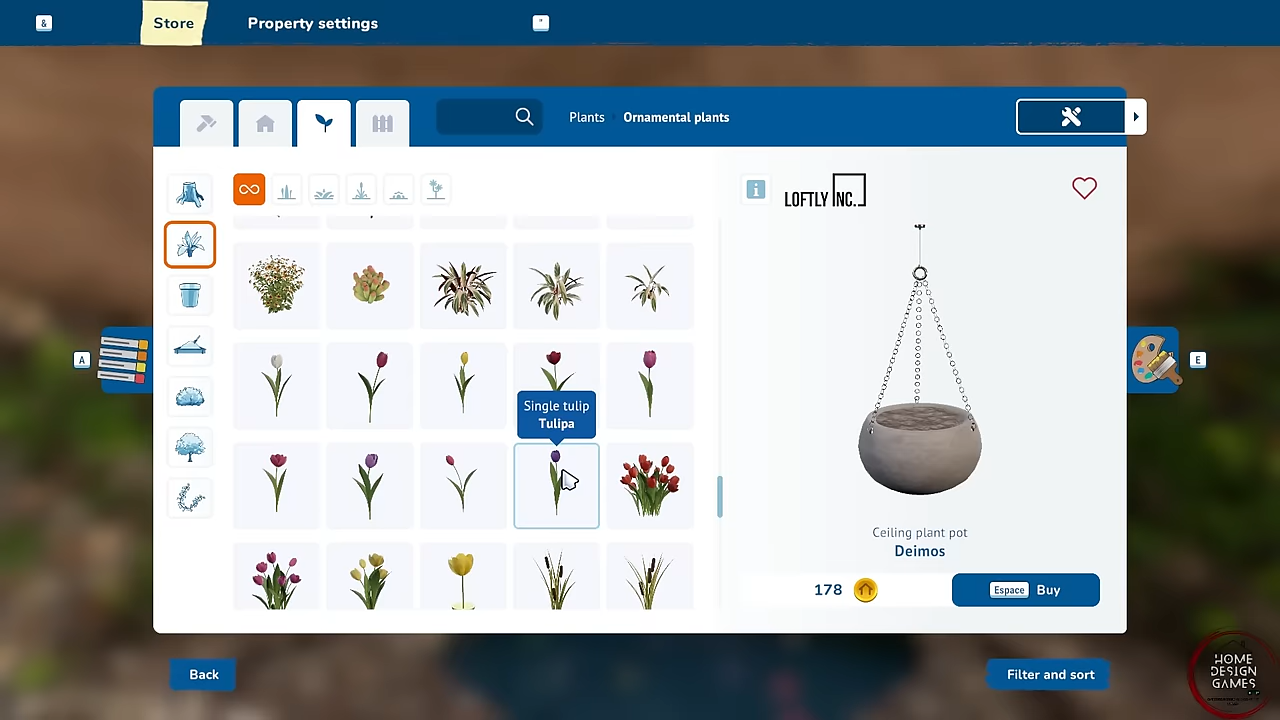 &
Store
Property settings
"
Plants
Ornamental plants
LOFTLY INC.
A
E
Single tulip
Tulipa
Ceiling plant pot
Deimos
178
Espace
Buy
Back
Filter and sort
HOME
DESIGN
GAMES